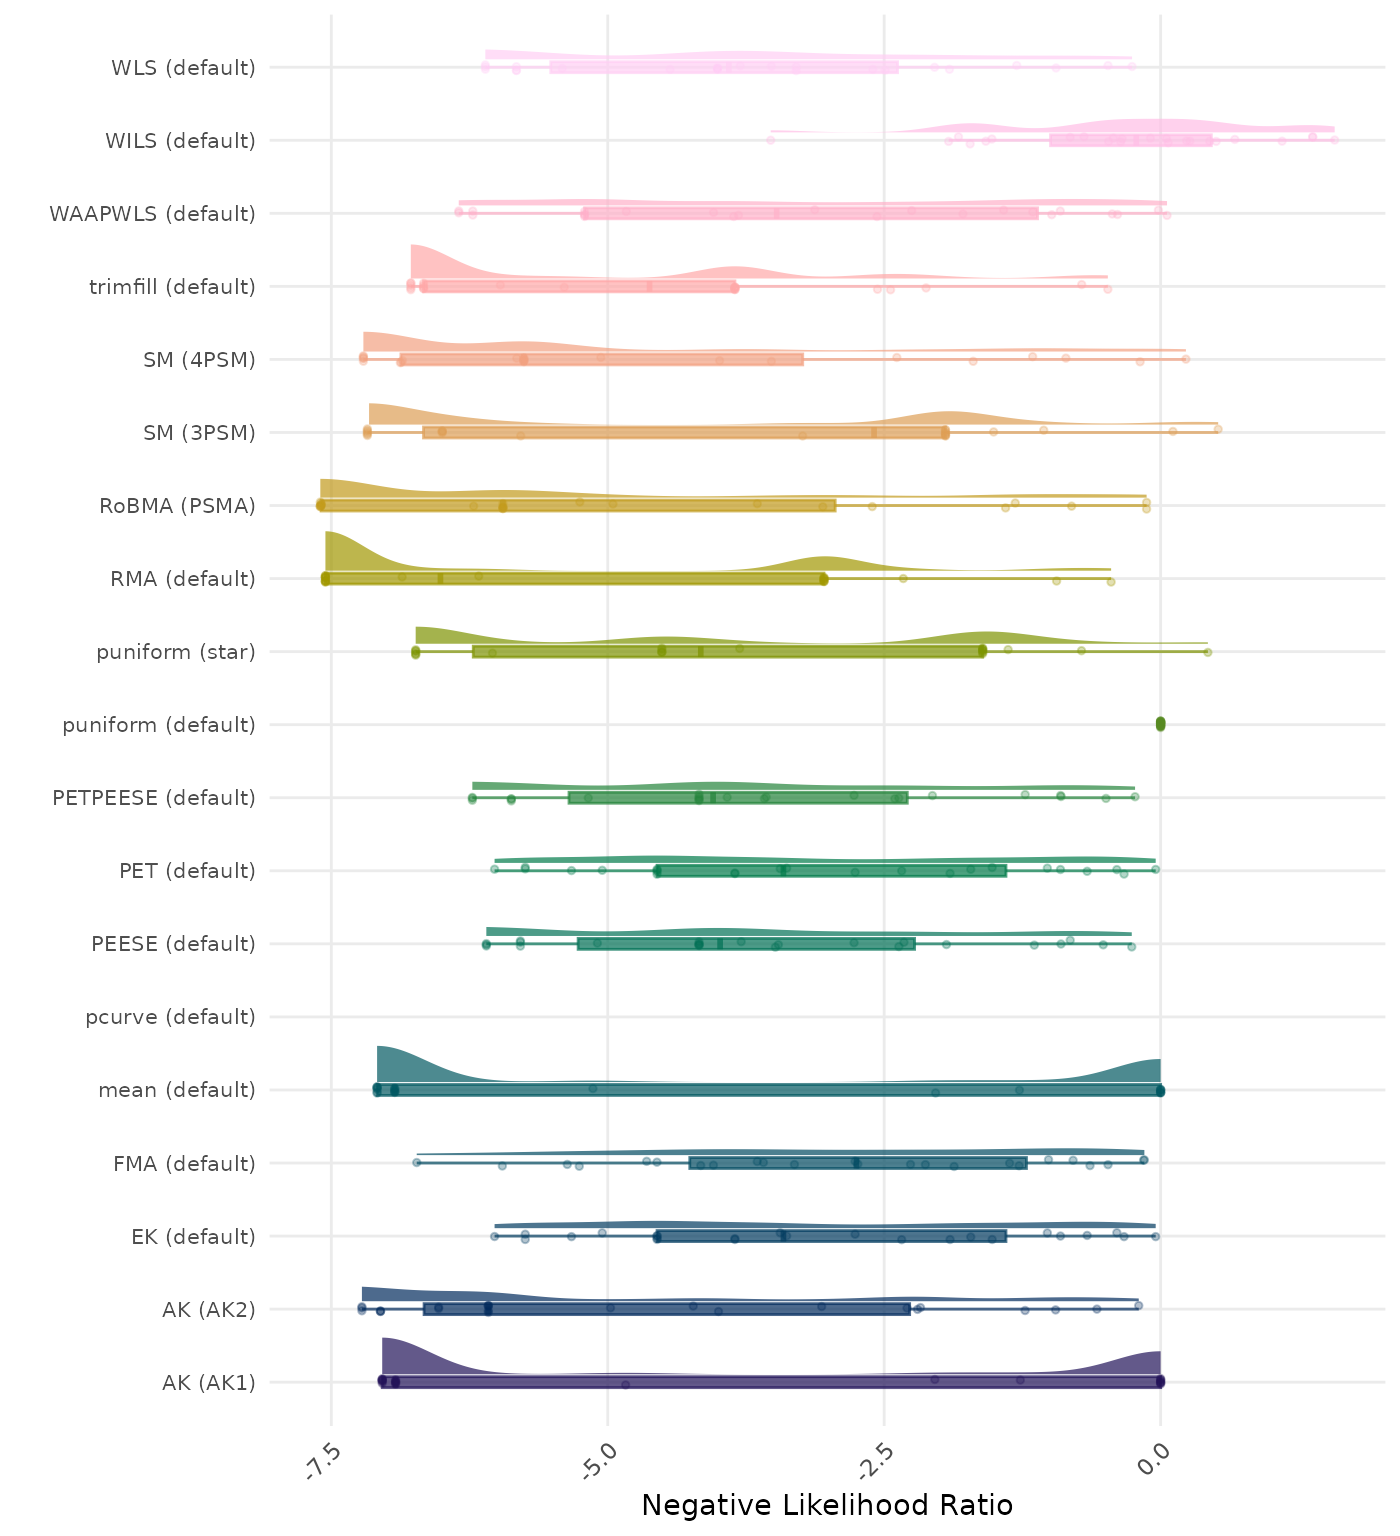 WLS (default)
WILS (default)
WAAPWLS (default)
trimfill (default)
SM (4PSM)
SM (3PSM)
RoBMA (PSMA)
RMA (default)
puniform (star)
puniform (default)
PETPEESE (default)
PET (default)
PEESE (default)
pcurve (default)
mean (default)
FMA (default)
EK (default)
AK (AK2)
AK (AK1)
-7.5 -5.0 -2.5 0.0
Negative Likelihood Ratio